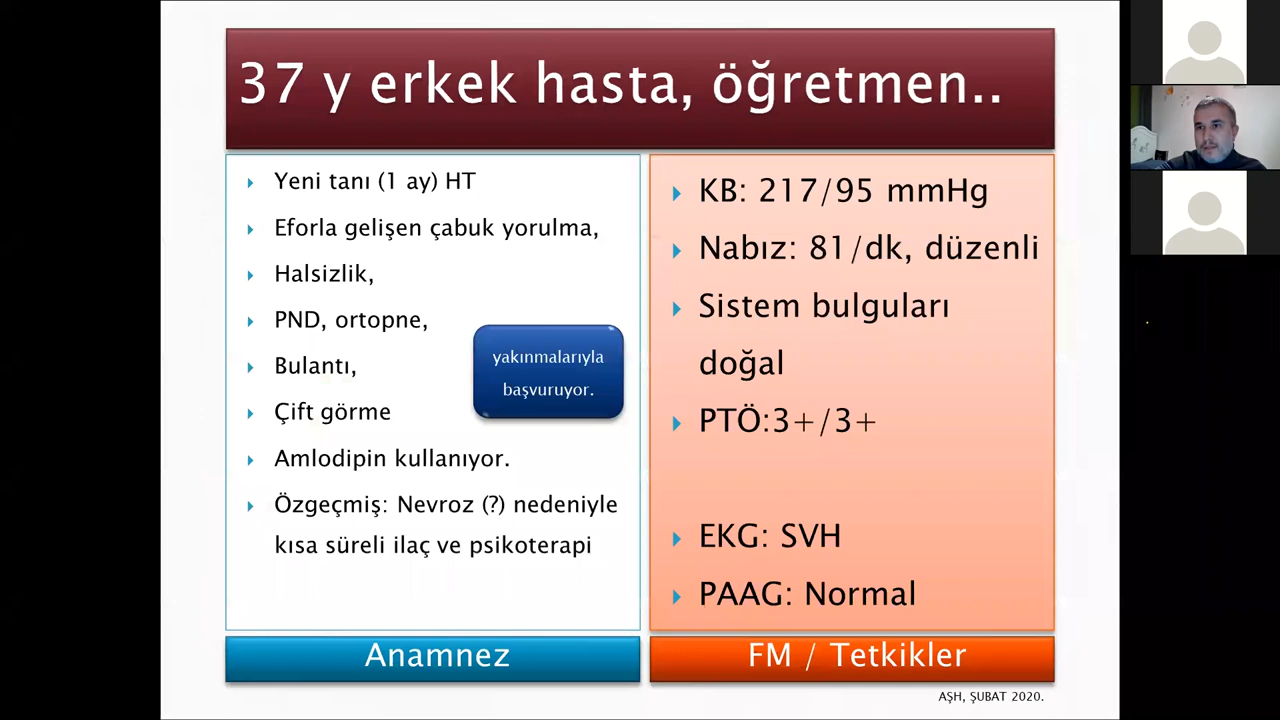 37 y erkek hasta, öğretmen..
Yeni tanı (1 ay) HT
Eforla gelişen çabuk yorulma,
Halsizlik,
PND, ortopne,
Bulantı,
Çift görme
yakınmalarıyla
başvuruyor.
Amlodipin kullanıyor.
Özgeçmiş: Nevroz (?) nedeniyle
kısa süreli ilaç ve psikoterapi
Anamnez
KB: 217/95 mmHg
Nabız: 81/dk, düzenli
Sistem bulguları
doğal
PTÖ:3+/3+
EKG: SVH
PAAG: Normal
FM / Tetkikler
AŞH, ŞUBAT 2020.